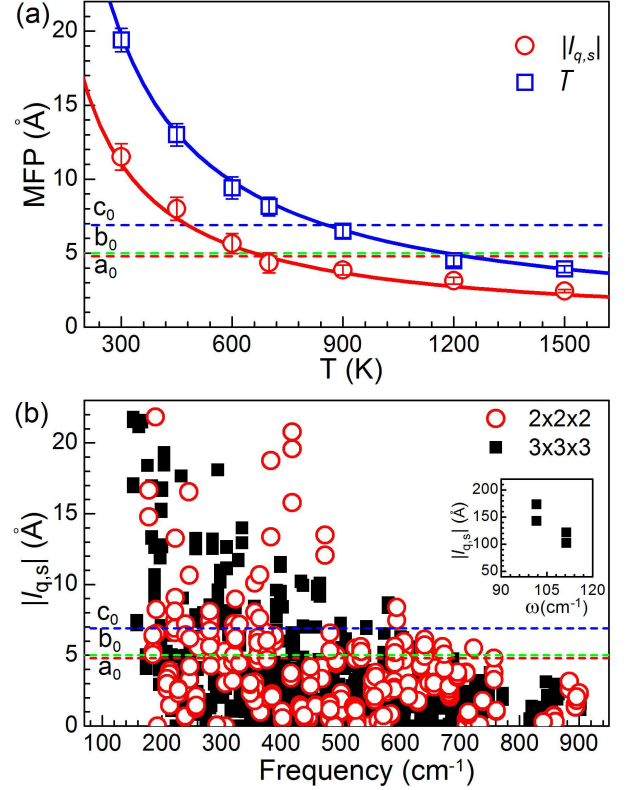 (a)
20
15
10
5
0
MFP (Å)
c₀
b₀
a₀
|l_q,s|
T̅
300 600 900 1200 1500
T (K)
(b)
20
15
10
5
0
|l_q,s| (Å)
c₀
b₀
a₀
2x2x2
3x3x3
200
150
100
50
|l_q,s| (Å)
90 105 120
ω(cm⁻¹)
100 200 300 400 500 600 700 800 900
Frequency (cm⁻¹)